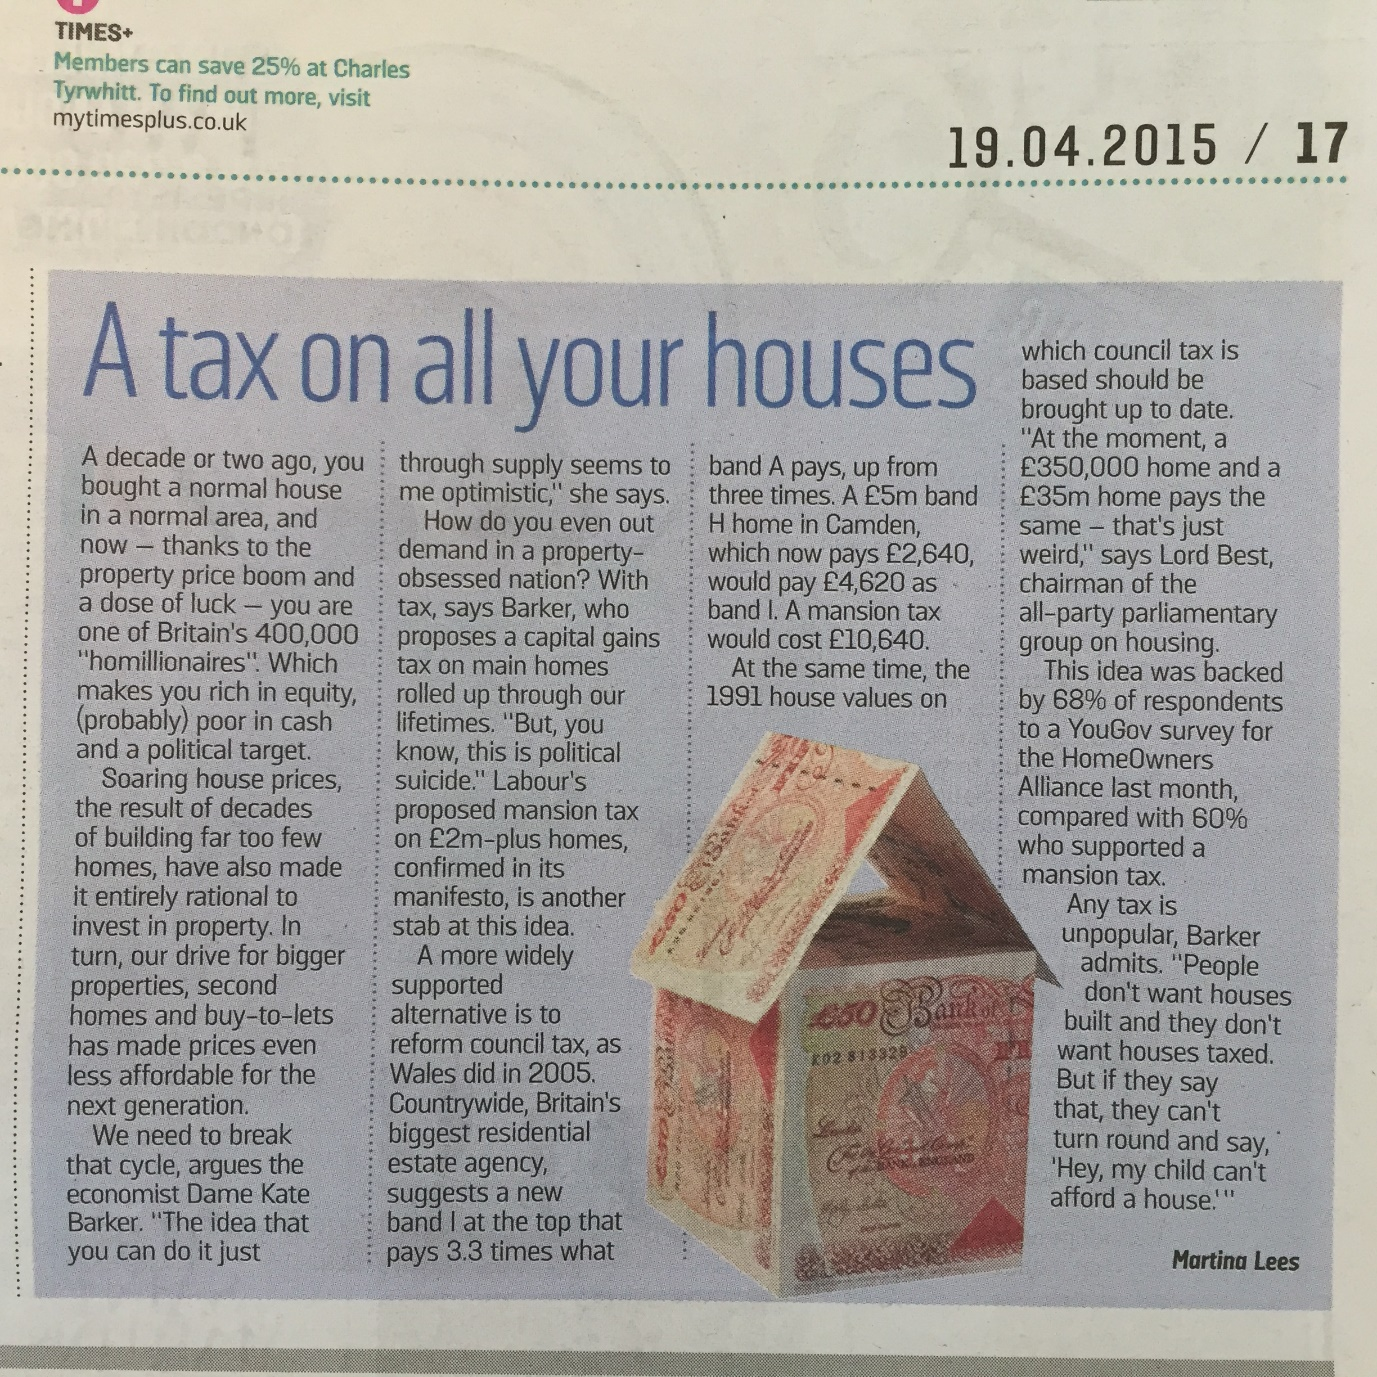 TIMES+
Members can save 25% at Charles
Tyrwhitt. To find out more, visit
mytimesplus.co.uk
19.04.2015 / 17
A tax on all your houses
A decade or two ago, you
bought a normal house
in a normal area, and
now – thanks to the
property price boom and
a dose of luck – you are
one of Britain's 400,000
"homillionaires". Which
makes you rich in equity,
(probably) poor in cash
and a political target.
Soaring house prices,
the result of decades
of building far too few
homes, have also made
it entirely rational to
invest in property. In
turn, our drive for bigger
properties, second
homes and buy-to-lets
has made prices even
less affordable for the
next generation.
We need to break
that cycle, argues the
economist Dame Kate
Barker. "The idea that
you can do it just
through supply seems to
me optimistic," she says.
How do you even out
demand in a property-
obsessed nation? With
tax, says Barker, who
proposes a capital gains
tax on main homes
rolled up through our
lifetimes. "But, you
know, this is political
suicide." Labour's
proposed mansion tax
on £2m-plus homes,
confirmed in its
manifesto, is another
stab at this idea.
A more widely
supported
alternative is to
reform council tax, as
Wales did in 2005.
Countrywide, Britain's
biggest residential
estate agency,
suggests a new
band I at the top that
pays 3.3 times what
band A pays, up from
three times. A £5m band
H home in Camden,
which now pays £2,640,
would pay £4,620 as
band I. A mansion tax
would cost £10,640.
At the same time, the
1991 house values on
which council tax is
based should be
brought up to date.
"At the moment, a
£350,000 home and a
£35m home pays the
same – that's just
weird," says Lord Best,
chairman of the
all-party parliamentary
group on housing.
This idea was backed
by 68% of respondents
to a YouGov survey for
the HomeOwners
Alliance last month,
compared with 60%
who supported a
mansion tax.
Any tax is
unpopular, Barker
admits. "People
don't want houses
built and they don't
want houses taxed.
But if they say
that, they can't
turn round and say,
'Hey, my child can't
afford a house.'"
Martina Lees
£50
£50 Bank of